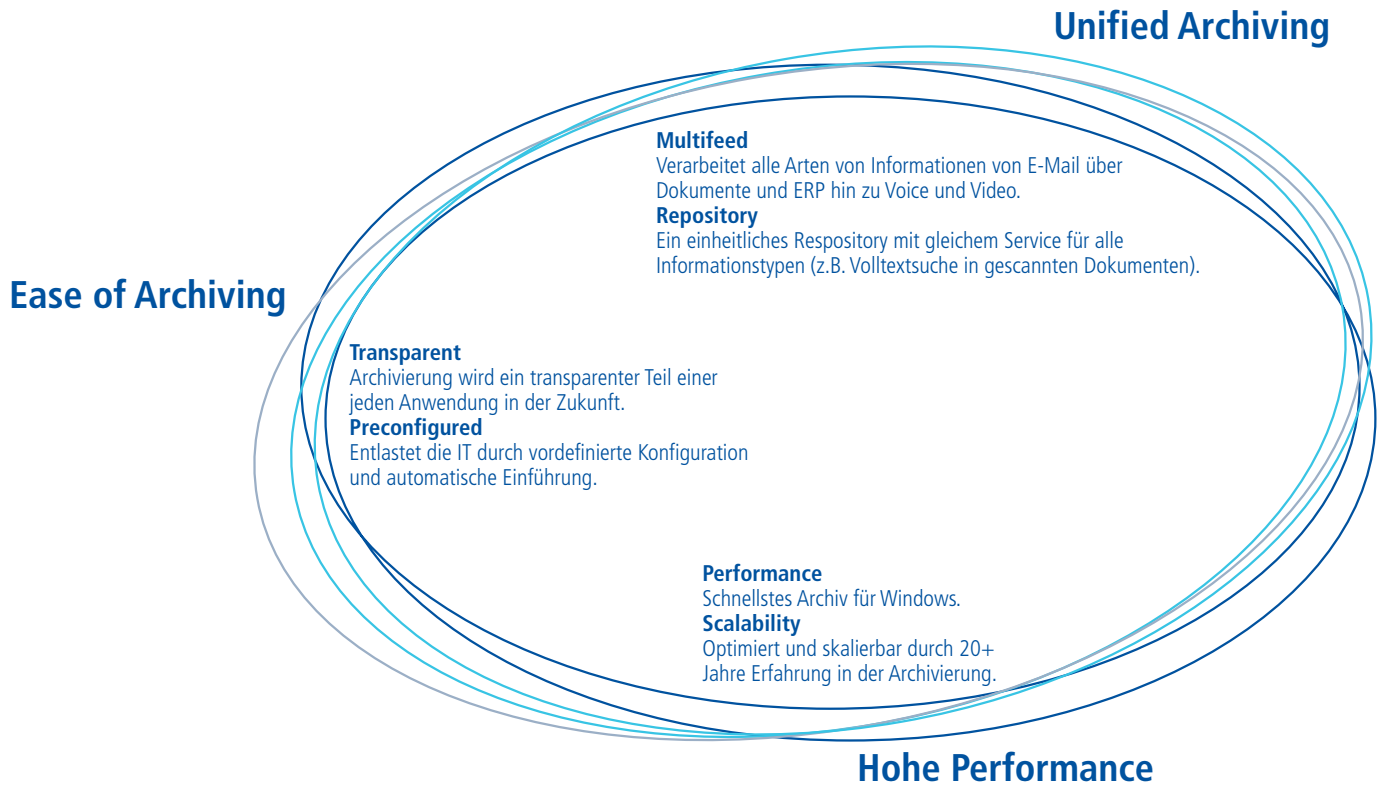 Unified Archiving
Multifeed
Verarbeitet alle Arten von Informationen von E-Mail über
Dokumente und ERP hin zu Voice und Video.
Repository
Ein einheitliches Respository mit gleichem Service für alle
Informationstypen (z.B. Volltextsuche in gescannten Dokumenten).
Ease of Archiving
Transparent
Archivierung wird ein transparenter Teil einer
jeden Anwendung in der Zukunft.
Preconfigured
Entlastet die IT durch vordefinierte Konfiguration
und automatische Einführung.
Performance
Schnellstes Archiv für Windows.
Scalability
Optimiert und skalierbar durch 20+
Jahre Erfahrung in der Archivierung.
Hohe Performance